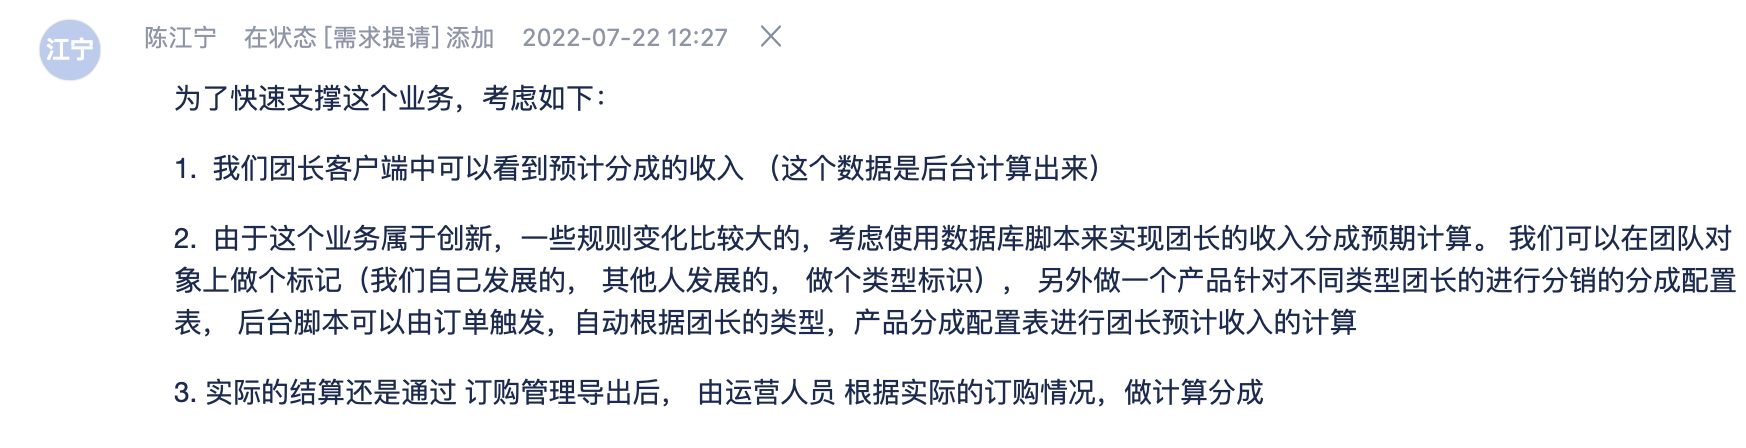 江宁
陈江宁 在状态 [需求提请] 添加 2022-07-22 12:27
为了快速支撑这个业务，考虑如下：
1. 我们团长客户端中可以看到预计分成的收入 （这个数据是后台计算出来）
2. 由于这个业务属于创新，一些规则变化比较大的，考虑使用数据库脚本来实现团长的收入分成预期计算。 我们可以在团队对
象上做个标记（我们自己发展的， 其他人发展的， 做个类型标识）， 另外做一个产品针对不同类型团长的进行分销的分成配置
表， 后台脚本可以由订单触发，自动根据团长的类型，产品分成配置表进行团长预计收入的计算
3. 实际的结算还是通过 订购管理导出后， 由运营人员 根据实际的订购情况，做计算分成